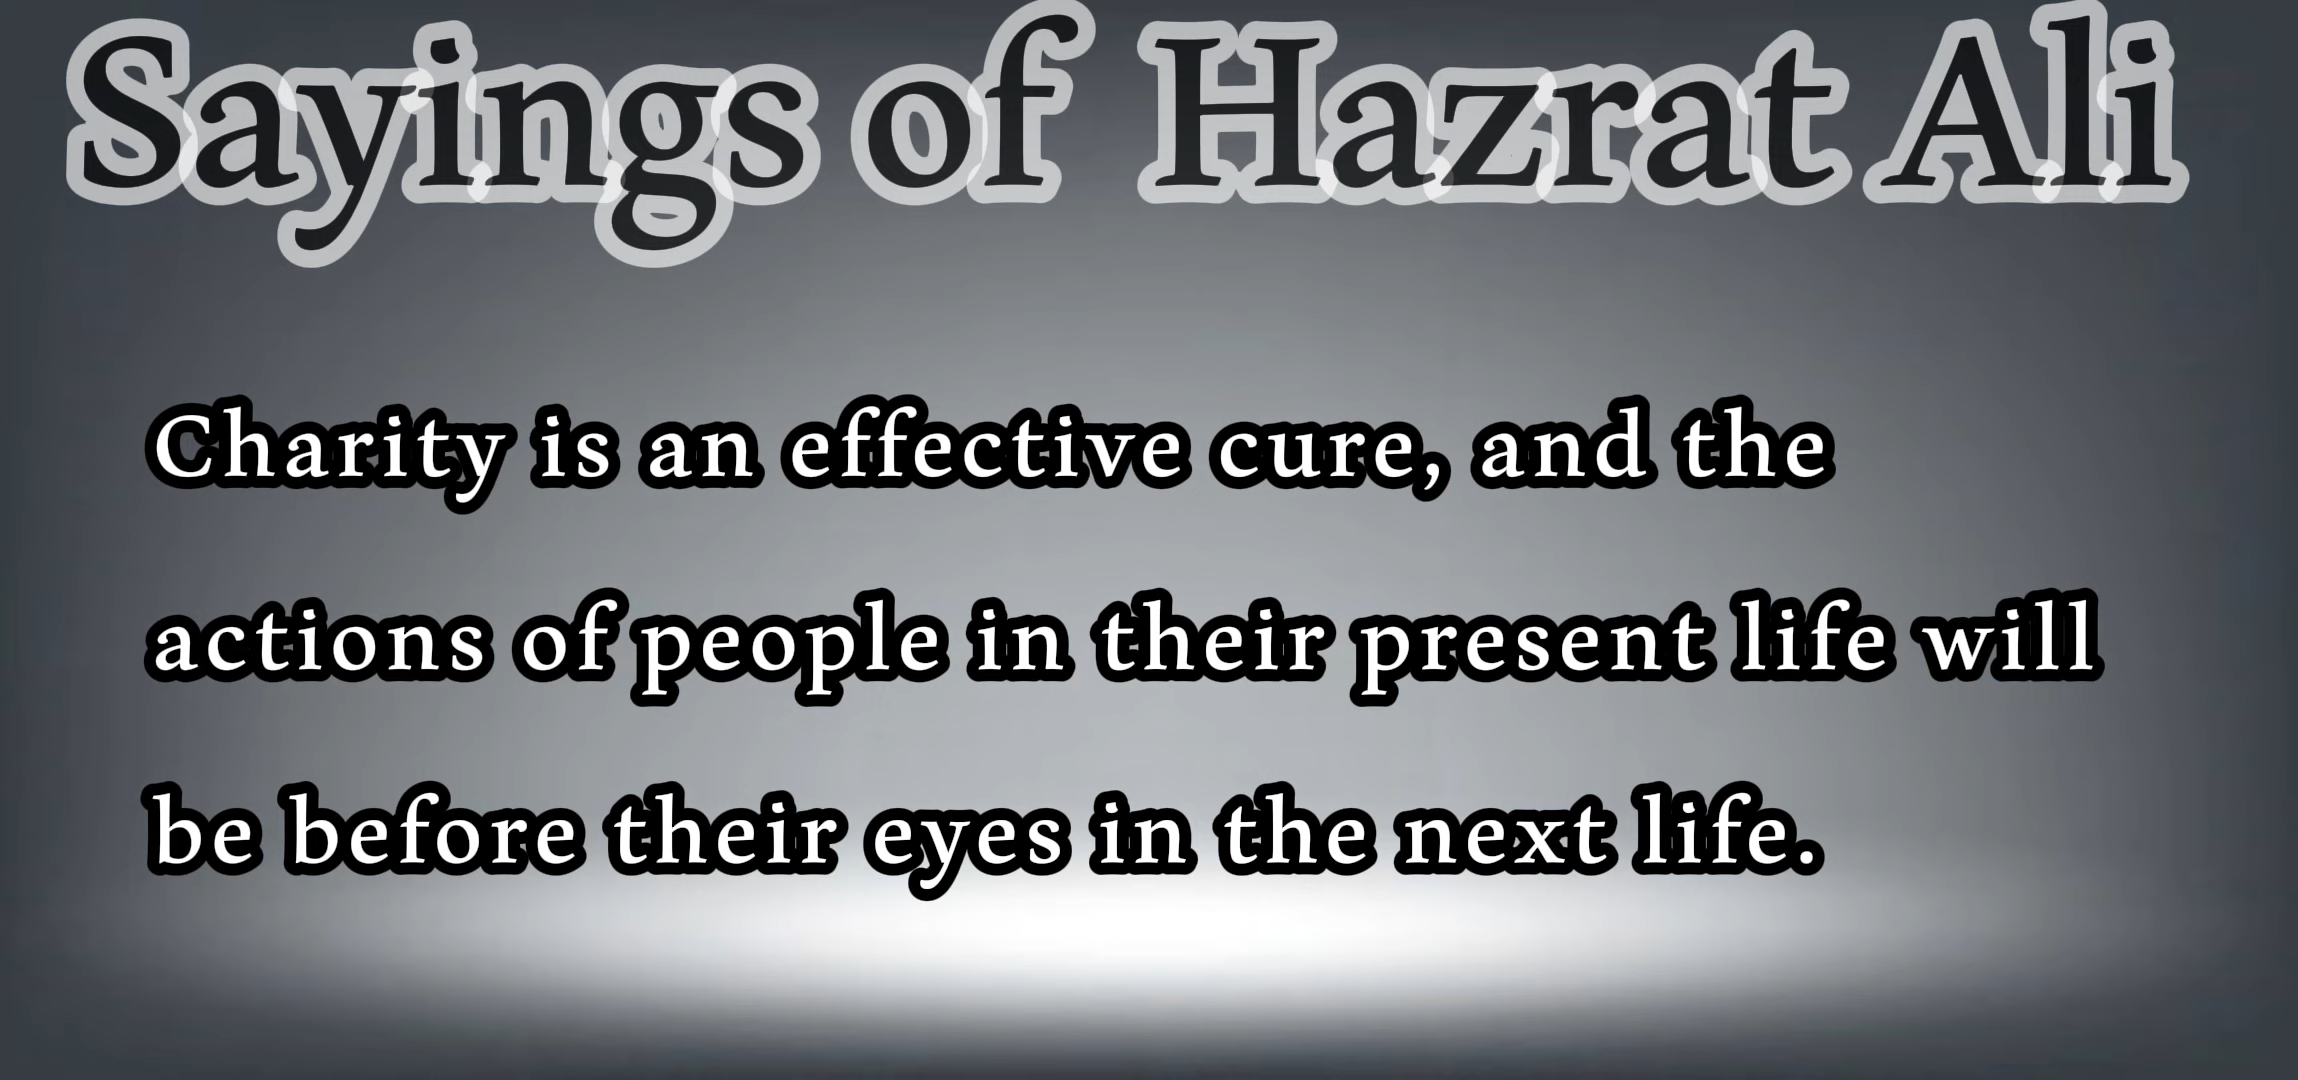 Sayings of Hazrat Ali
Charity is an effective cure, and the
actions of people in their present life will
be before their eyes in the next life.